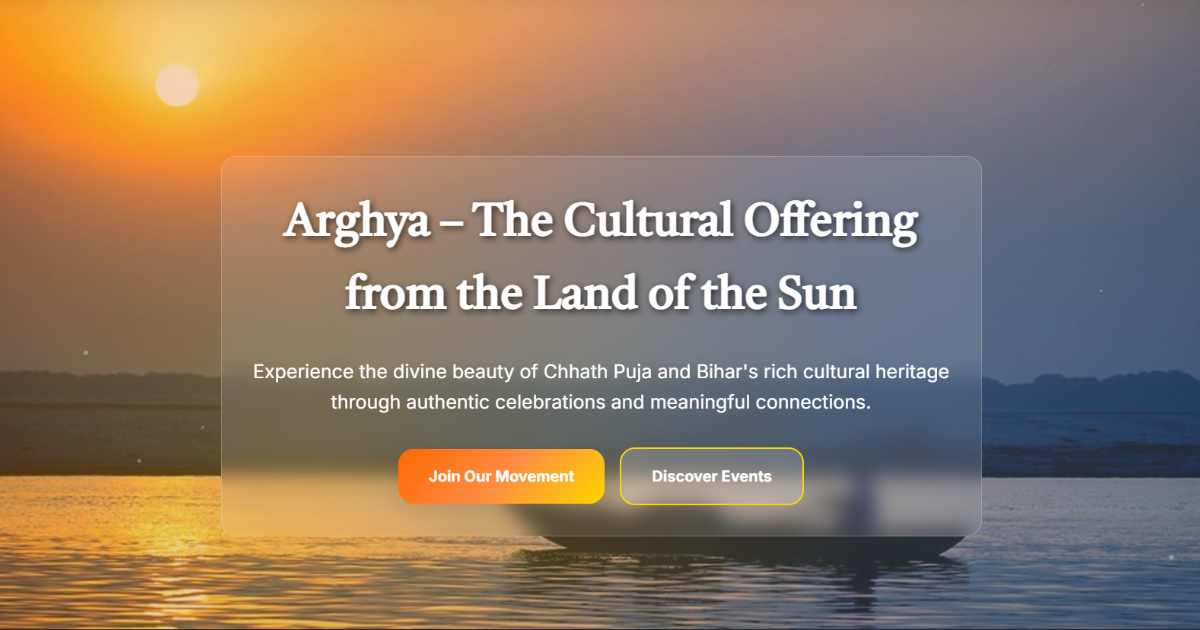 Arghya – The Cultural Offering
from the Land of the Sun
Experience the divine beauty of Chhath Puja and Bihar's rich cultural heritage
through authentic celebrations and meaningful connections.
Join Our Movement
Discover Events